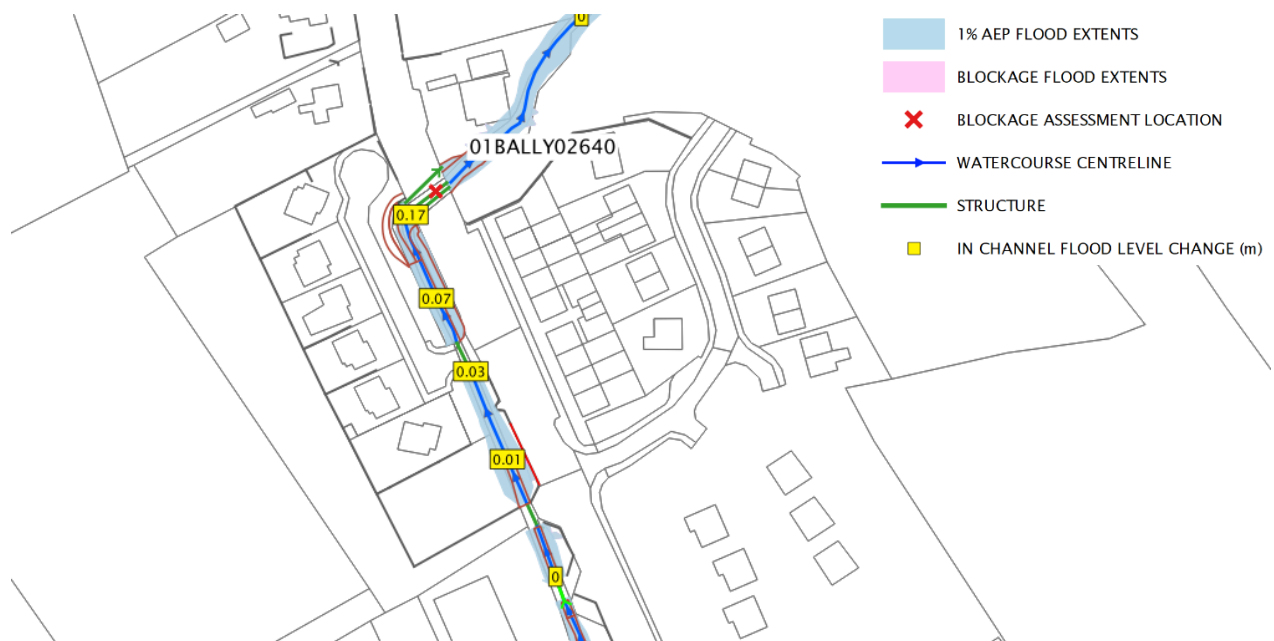 0
1% AEP FLOOD EXTENTS
BLOCKAGE FLOOD EXTENTS
BLOCKAGE ASSESSMENT LOCATION
01BALLY02640
WATERCOURSE CENTRELINE
STRUCTURE
0.17
IN CHANNEL FLOOD LEVEL CHANGE (m)
0.07
0.03
0.01
0